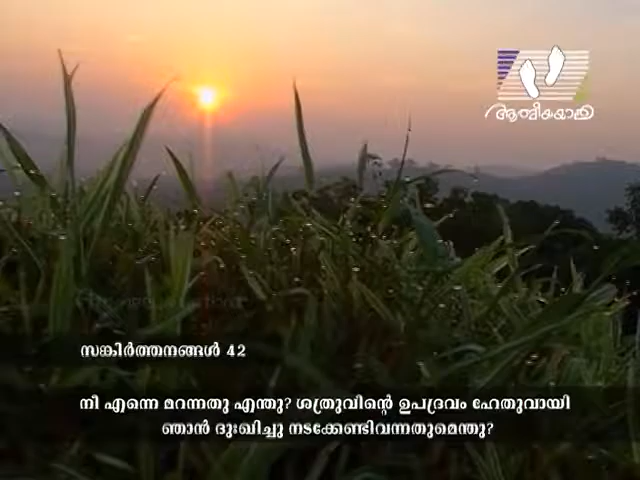 ആത്മീയയാത്ര
സങ്കീർത്തനങ്ങൾ 42
നീ എന്നെ മറന്നതു എന്തു? ശത്രുവിന്റെ ഉപദ്രവം ഹേതുവായി
ഞാൻ ദുഃഖിച്ചു നടക്കേണ്ടിവന്നതുമെന്തു?